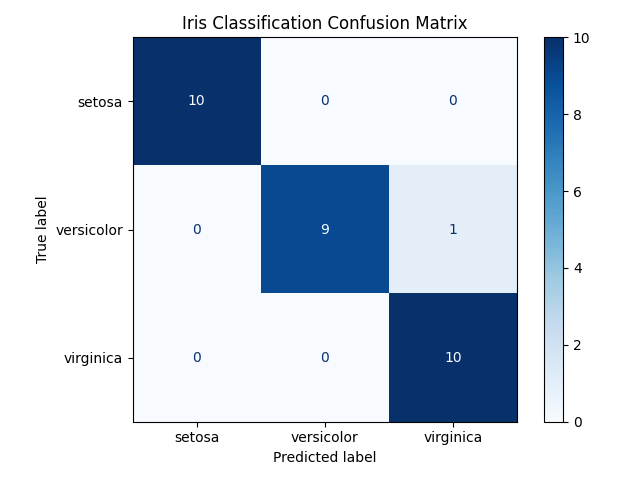 Iris Classification Confusion Matrix
True label
setosa 10 0 0
versicolor 0 9 1
virginica 0 0 10
setosa versicolor virginica
Predicted label
10
8
6
4
2
0